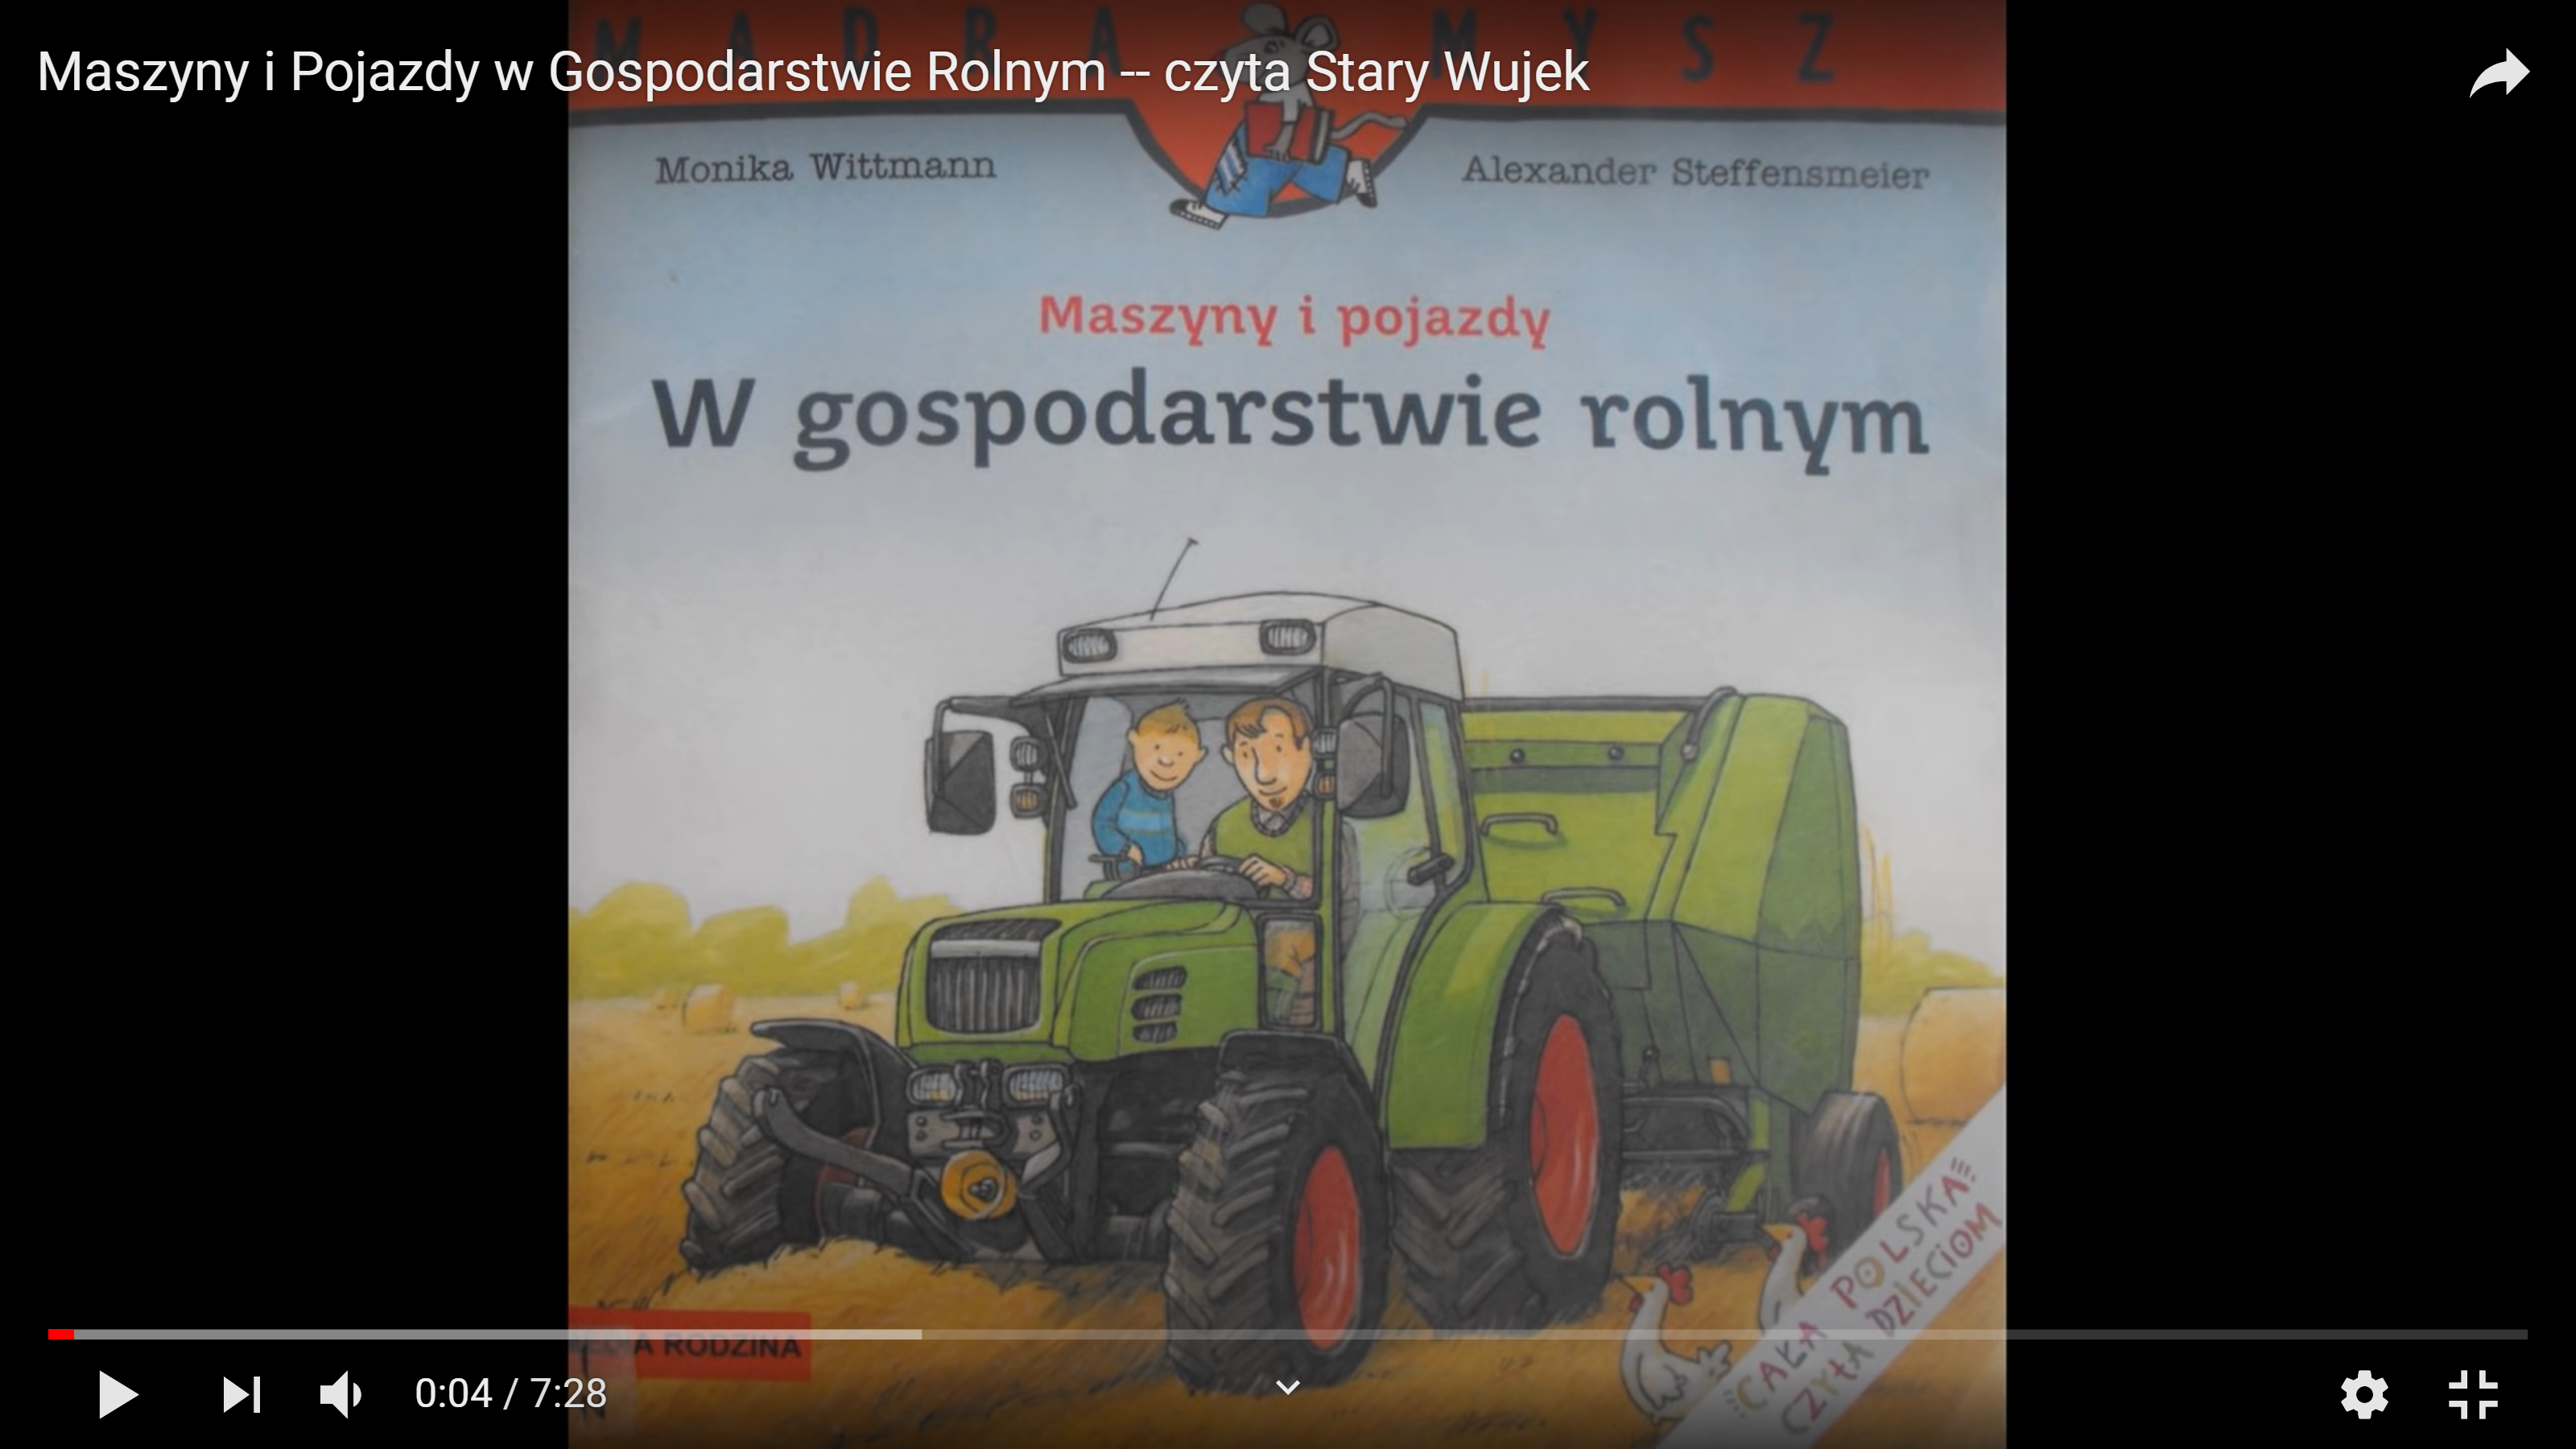 Maszyny i Pojazdy w Gospodarstwie Rolnym -- czyta Stary Wujek
MĄDRA MYSZ
Monika Wittmann
Alexander Steffensmeier
Maszyny i pojazdy
W gospodarstwie rolnym
CAŁA POLSKA
CZYTA DZIECIOM
A RODZINA
0:04 / 7:28